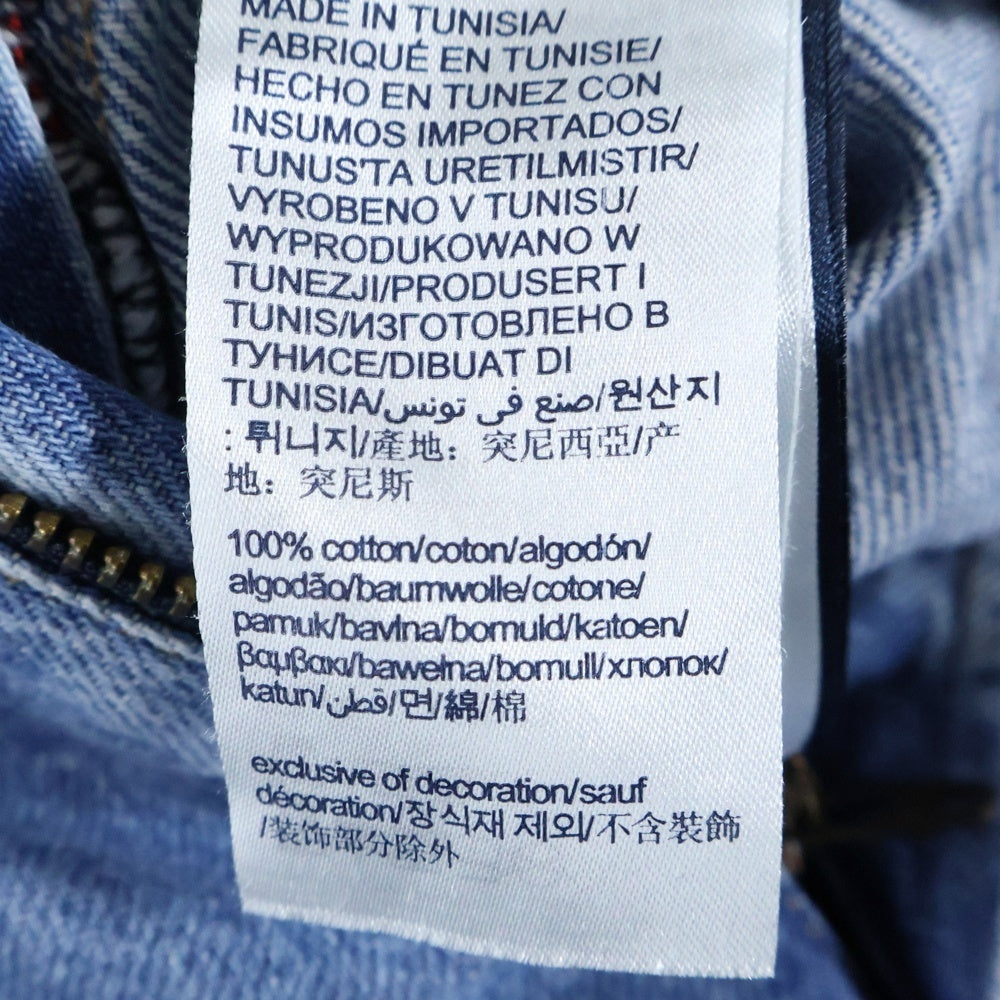 MADE IN TUNISIA/
FABRIQUÉ EN TUNISIE/
HECHO EN TUNEZ CON
INSUMOS IMPORTADOS/
TUNUSTA URETILMISTIR/
VYROBENO V TUNISU/
WYPRODUKOWANO W
TUNEZJI/PRODUSERT I
TUNIS/ИЗГОТОВЛЕНО В
ТУНИСЕ/DIBUAT DI
TUNISIA/صنع في تونس/원산지
:튀니지/產地：突尼西亞/产
地：突尼斯
100% cotton/coton/algodón/
algodão/baumwolle/cotone/
pamuk/bavlna/bomuld/katoen/
βαμβακι/bawełna/bomull/хлопок/
katun/قطن/면/綿/棉
exclusive of decoration/sauf
décoration/장식재 제외/不含裝飾
/装饰部分除外